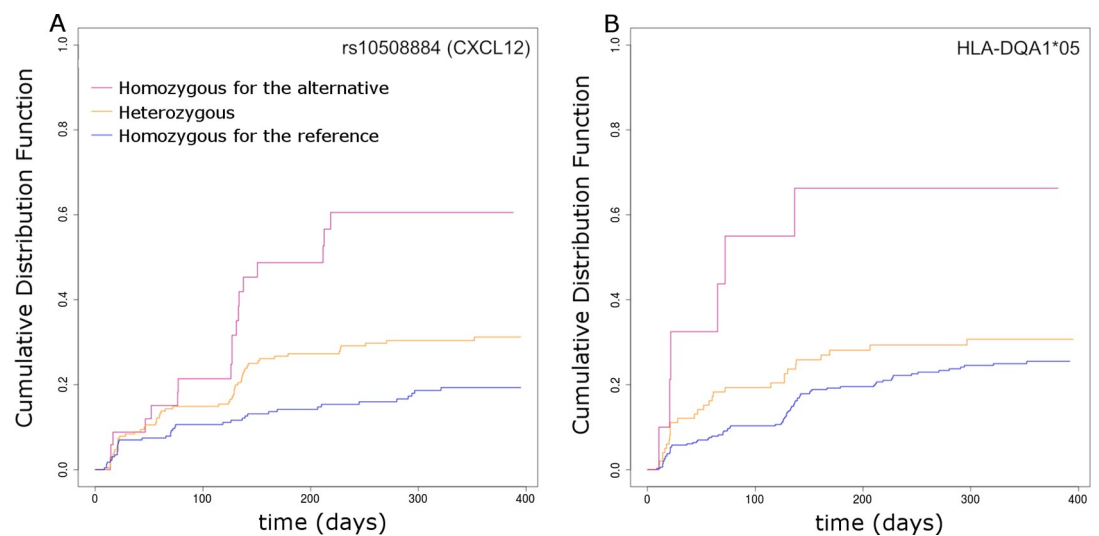 A
rs10508884 (CXCL12)
Homozygous for the alternative
Heterozygous
Homozygous for the reference
Cumulative Distribution Function
1.0
0.8
0.6
0.4
0.2
0.0
0
100
200
300
400
time (days)
B
HLA-DQA1*05
Cumulative Distribution Function
1.0
0.8
0.6
0.4
0.2
0.0
0
100
200
300
400
time (days)